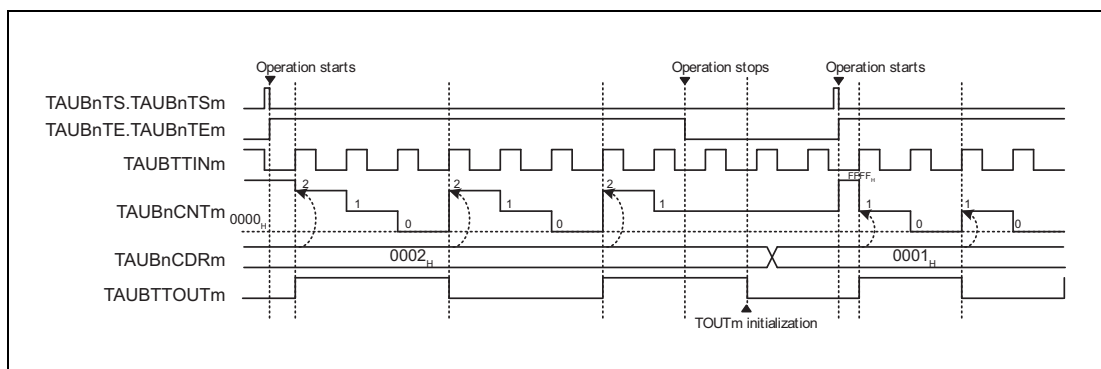 Operation starts Operation stops Operation starts
TAUBnTS.TAUBnTSm
TAUBnTE.TAUBnTEm
TAUBTTINm
FFFFH
2 2 2
TAUBnCNTm 1 1 1 1 1
0000H 0 0 0 0
TAUBnCDRm 0002H 0001H
TAUBTTOUTm
TOUTm initialization